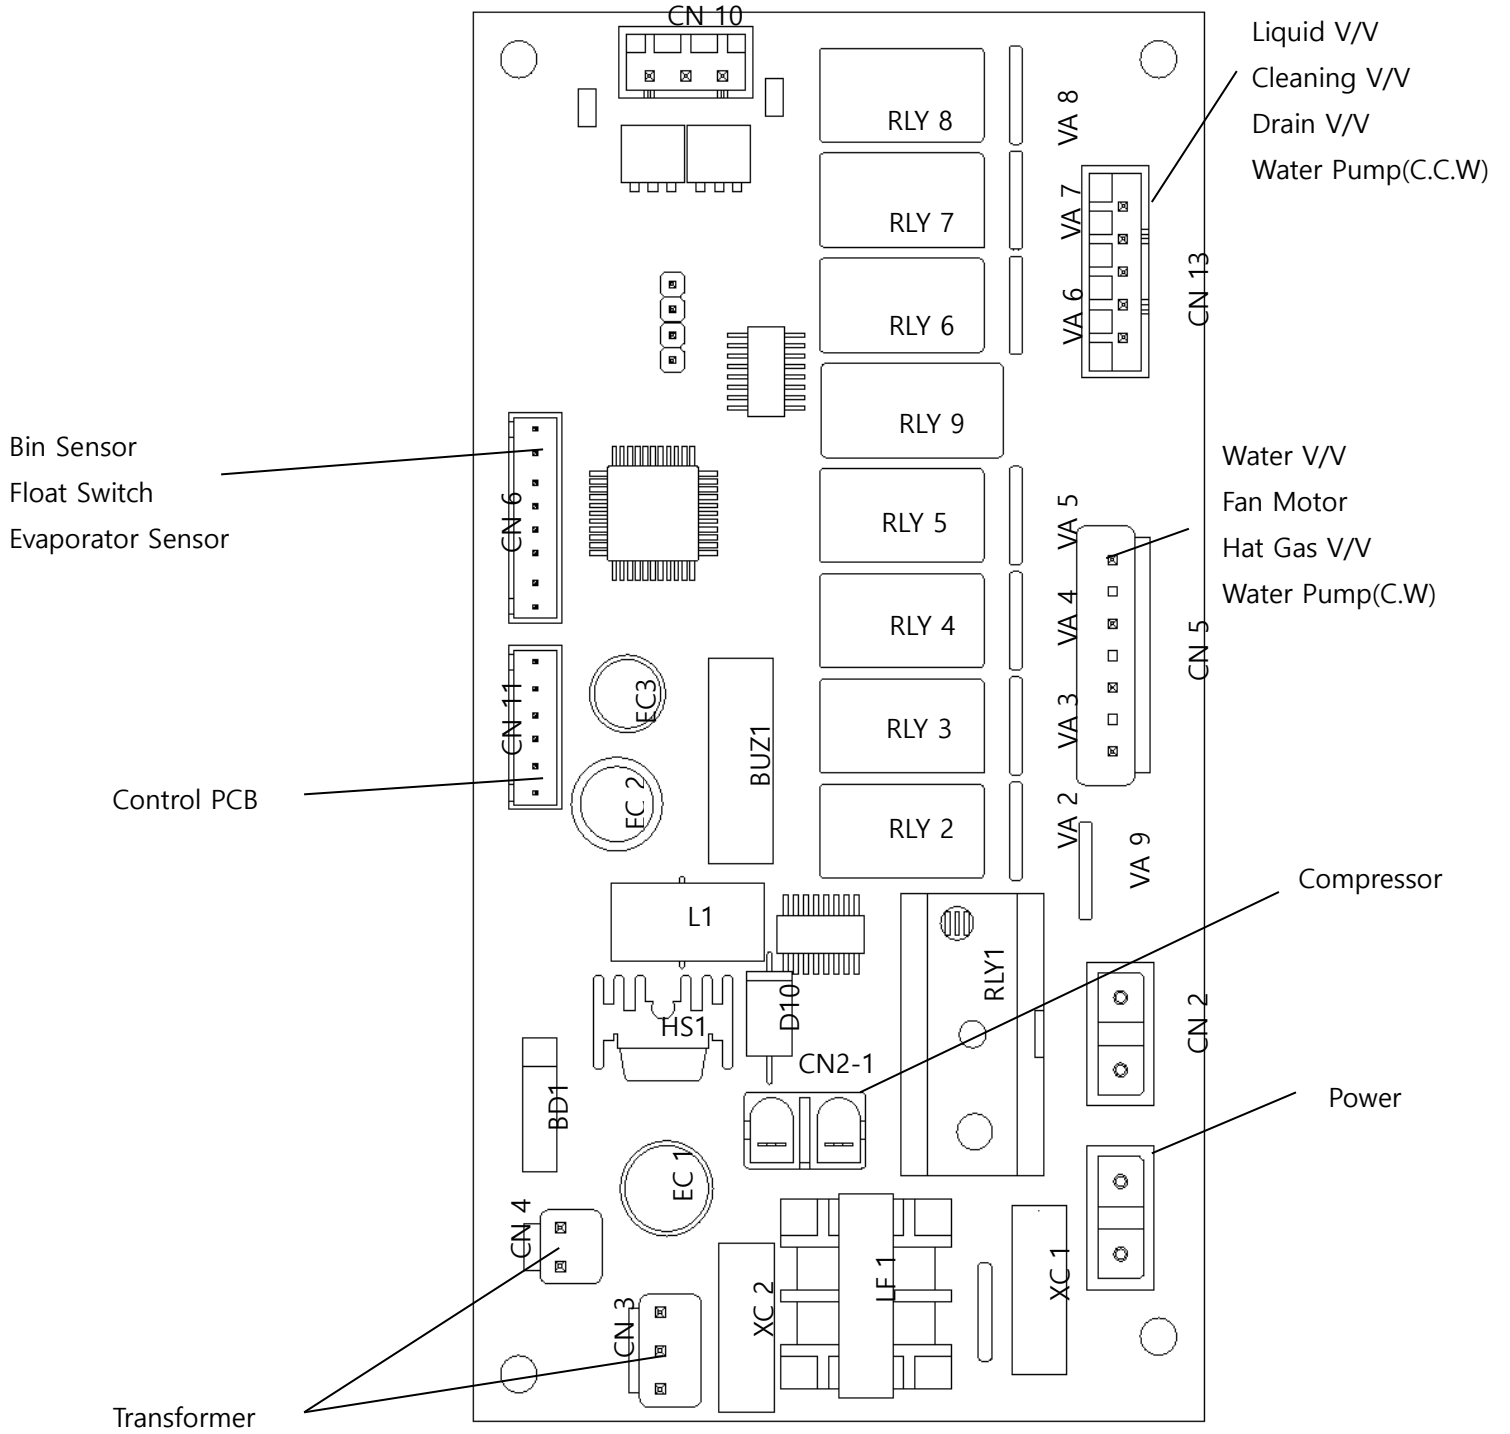 CN 10
Liquid V/V
Cleaning V/V
Drain V/V
Water Pump(C.C.W)
RLY 8
VA 8
RLY 7
VA 7
CN 13
RLY 6
VA 6
RLY 9
Bin Sensor
Float Switch
Evaporator Sensor
CN 6
Water V/V
Fan Motor
Hat Gas V/V
Water Pump(C.W)
RLY 5
VA 5
RLY 4
VA 4
CN 5
CN 11
EC3
RLY 3
VA 3
BUZ1
Control PCB
EC 2
RLY 2
VA 2
VA 9
Compressor
L1
RLY1
D10
HS1
CN 2
CN2-1
BD1
Power
EC 1
CN 4
CN 3
XC 2
LF 1
XC 1
Transformer